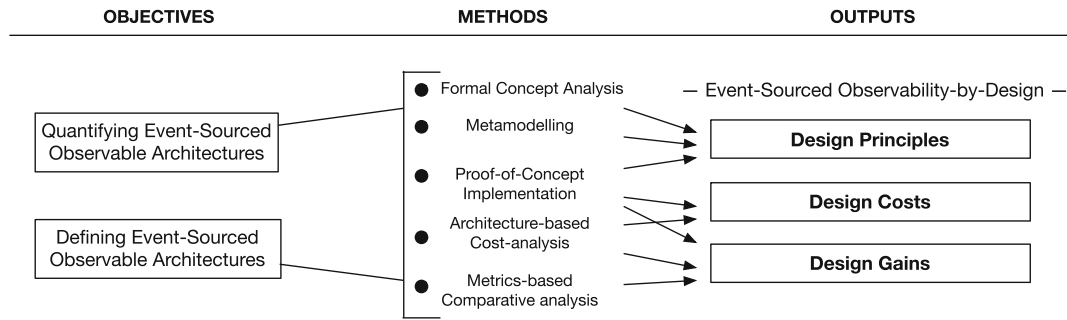 OBJECTIVES
METHODS
OUTPUTS
Quantifying Event-Sourced
Observable Architectures
Defining Event-Sourced
Observable Architectures
Formal Concept Analysis
Metamodelling
Proof-of-Concept
Implementation
Architecture-based
Cost-analysis
Metrics-based
Comparative analysis
— Event-Sourced Observability-by-Design —
Design Principles
Design Costs
Design Gains